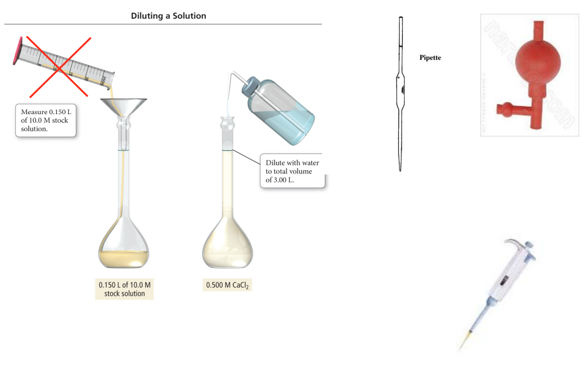 Diluting a Solution
Measure 0.150 L
of 10.0 M stock
solution.
Dilute with water
to total volume
of 3.00 L.
0.150 L of 10.0 M
stock solution
0.500 M CaCl₂
Pipette